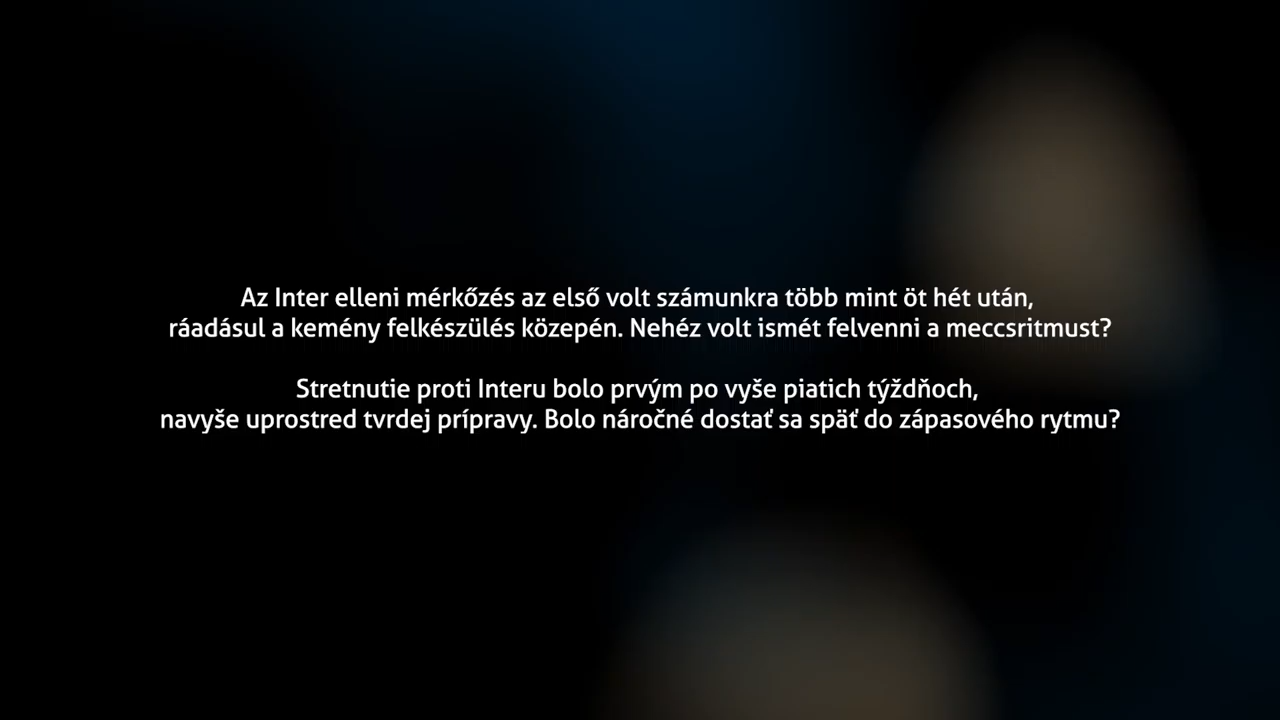 Az Inter elleni mérkőzés az első volt számunkra több mint öt hét után,
ráadásul a kemény felkészülés közepén. Nehéz volt ismét felvenni a meccsritmust?
Stretnutie proti Interu bolo prvým po vyše piatich týždňoch,
navyše uprostred tvrdej prípravy. Bolo náročné dostať sa späť do zápasového rytmu?